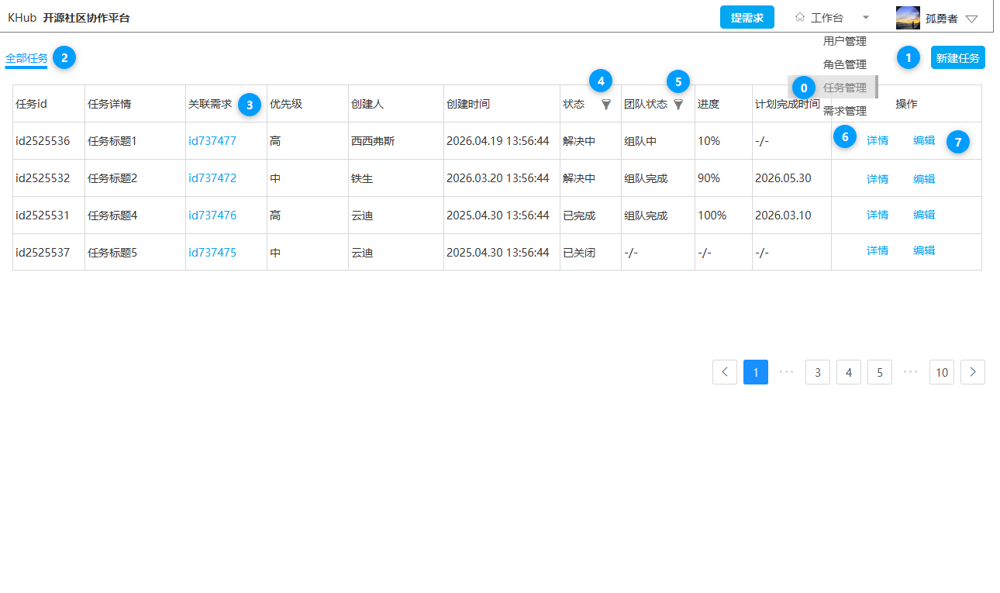 KHub 开源社区协作平台 提需求 工作台 孤勇者
用户管理
全部任务 2 1 新建任务
角色管理
4 5
0 任务管理
任务id 任务详情 关联需求 3 优先级 创建人 创建时间 状态 团队状态 进度 计划完成时间 操作
需求管理
id2525536 任务标题1 id737477 高 西西弗斯 2026.04.19 13:56:44 解决中 组队中 10% -/- 6 详情 编辑 7
id2525532 任务标题2 id737472 中 铁生 2026.03.20 13:56:44 解决中 组队完成 90% 2026.05.30 详情 编辑
id2525531 任务标题4 id737476 高 云迪 2025.04.30 13:56:44 已完成 组队完成 100% 2026.03.10 详情 编辑
id2525537 任务标题5 id737475 中 云迪 2025.04.30 13:56:44 已关闭 -/- -/- -/- 详情 编辑
1 ··· 3 4 5 ··· 10